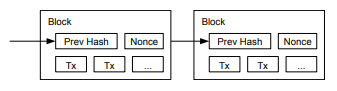 Block
Prev Hash
Nonce
Tx
Tx
...
Block
Prev Hash
Nonce
Tx
Tx
...